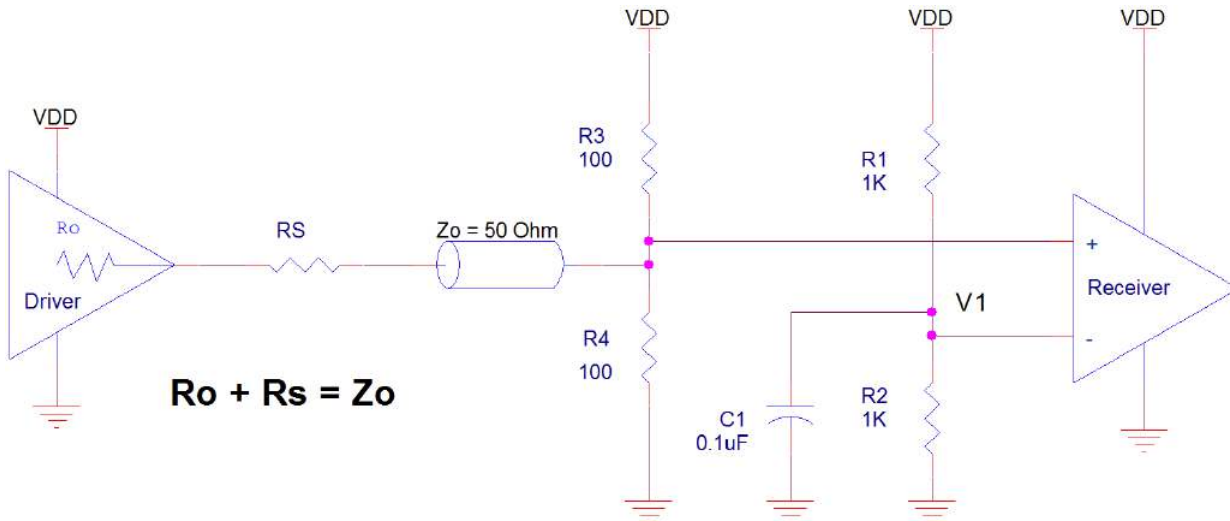 VDD
VDD
VDD
VDD
R3
100
R1
1K
Ro
RS
Zo = 50 Ohm
+
Driver
Receiver
V1
-
R4
100
Ro + Rs = Zo
C1
0.1uF
R2
1K